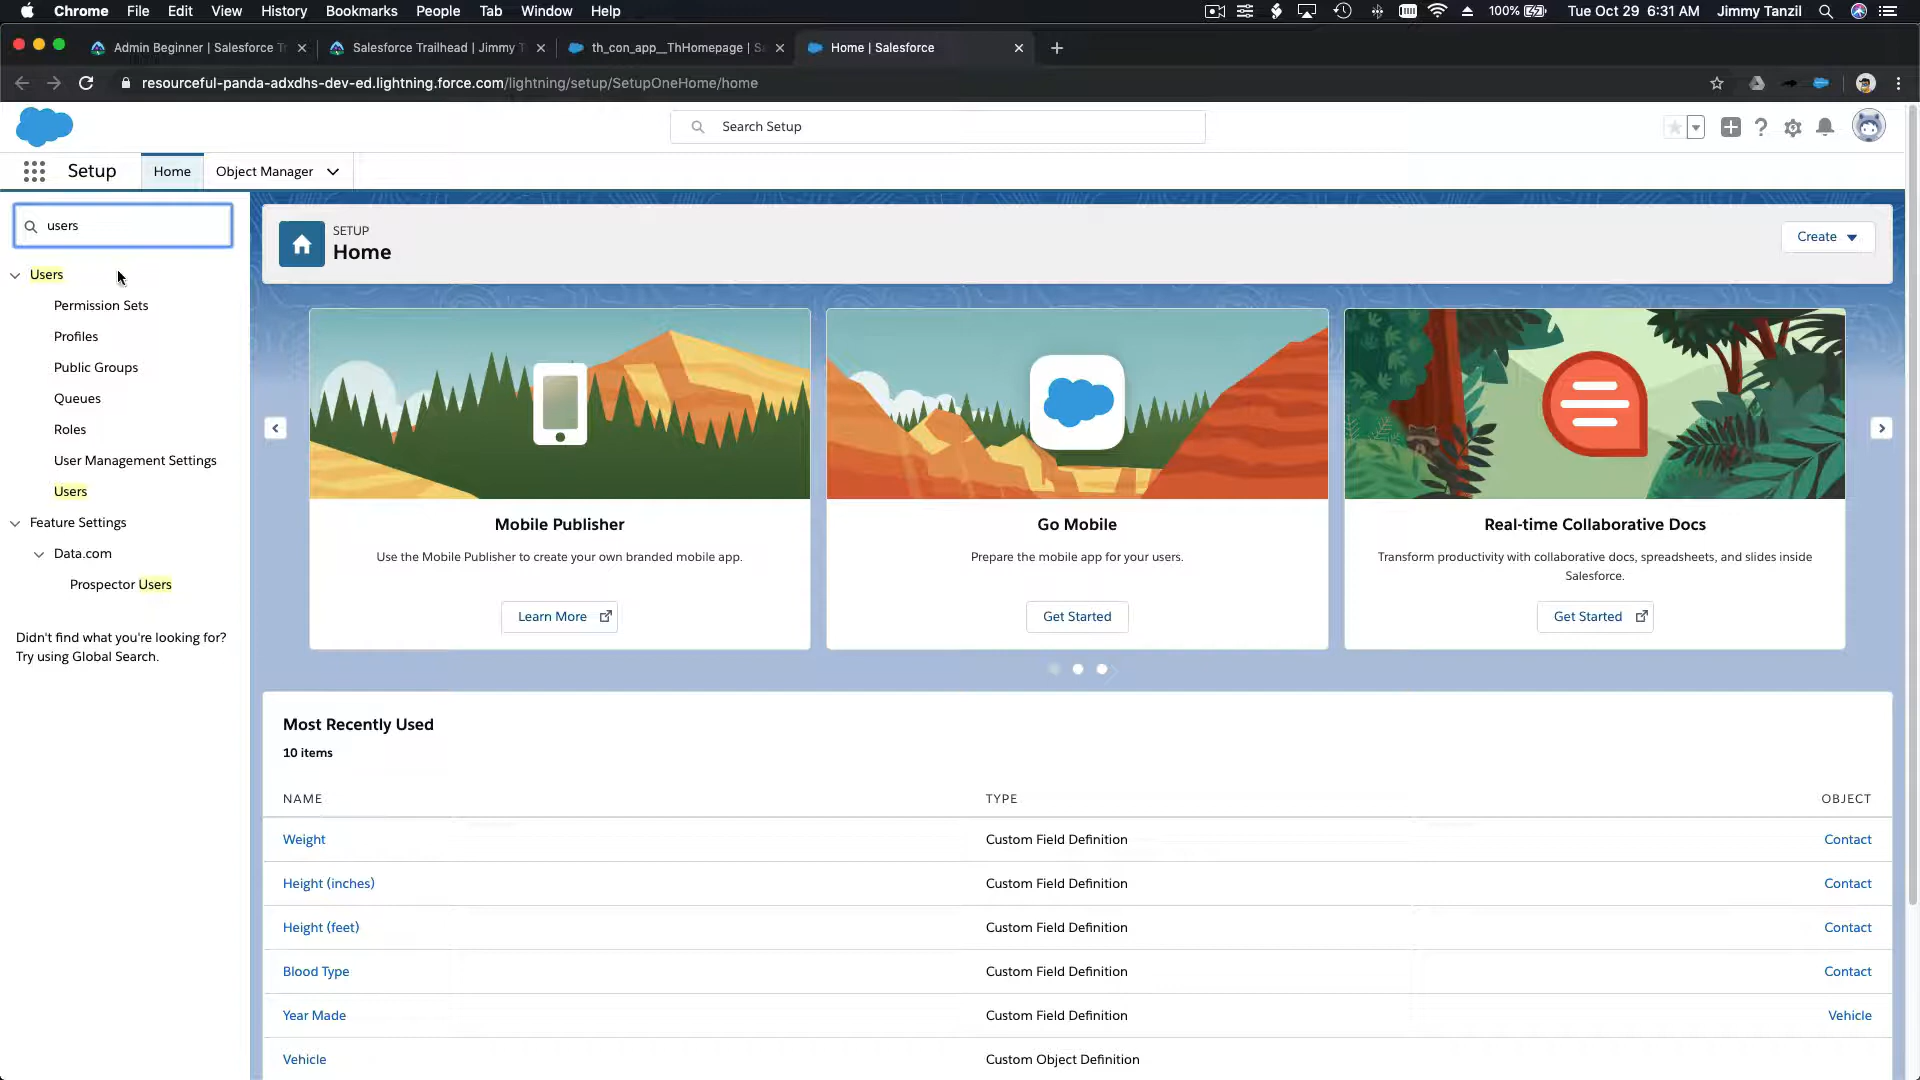 Chrome File Edit View History Bookmarks People Tab Window Help
100% Tue Oct 29 6:31 AM Jimmy Tanzil
Admin Beginner | Salesforce T
Salesforce Trailhead | Jimmy T
th_con_app__ThHomepage | Sa
Home | Salesforce
resourceful-panda-adxdhs-dev-ed.lightning.force.com/lightning/setup/SetupOneHome/home
Search Setup
Setup
Home
Object Manager
users
Users
Permission Sets
Profiles
Public Groups
Queues
Roles
User Management Settings
Users
Feature Settings
Data.com
Prospector Users
Didn't find what you're looking for?
Try using Global Search.
SETUP
Home
Create
Mobile Publisher
Use the Mobile Publisher to create your own branded mobile app.
Learn More
Go Mobile
Prepare the mobile app for your users.
Get Started
Real-time Collaborative Docs
Transform productivity with collaborative docs, spreadsheets, and slides inside
Salesforce.
Get Started
Most Recently Used
10 items
NAME TYPE OBJECT
Weight Custom Field Definition Contact
Height (inches) Custom Field Definition Contact
Height (feet) Custom Field Definition Contact
Blood Type Custom Field Definition Contact
Year Made Custom Field Definition Vehicle
Vehicle Custom Object Definition